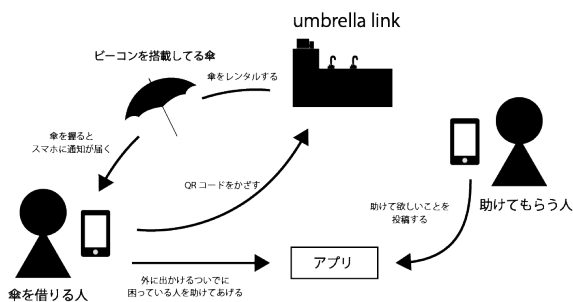 umbrella link
ビーコンを搭載してる傘
傘をレンタルする
傘を握ると
スマホに通知が届く
QRコードをかざす
助けて欲しいことを
投稿する
助けてもらう人
傘を借りる人
外に出かけるついでに
困っている人を助けてあげる
アプリ